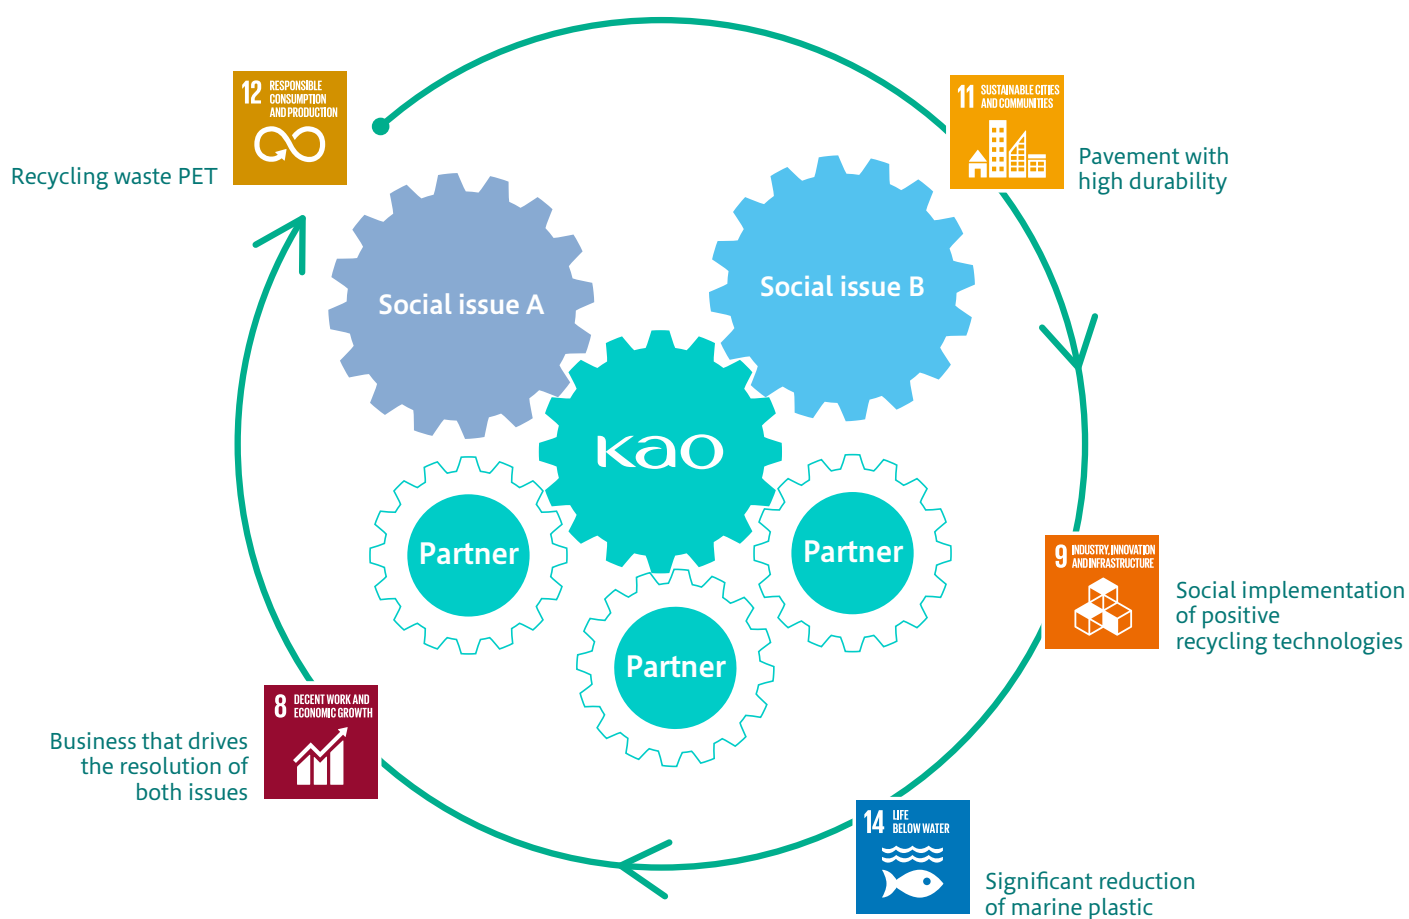 12 RESPONSIBLE
CONSUMPTION
AND PRODUCTION
Recycling waste PET
11 SUSTAINABLE CITIES
AND COMMUNITIES
Pavement with
high durability
Social issue A
Social issue B
Kao
Partner
Partner
Partner
9 INDUSTRY, INNOVATION
AND INFRASTRUCTURE
Social implementation
of positive
recycling technologies
8 DECENT WORK AND
ECONOMIC GROWTH
Business that drives
the resolution of
both issues
14 LIFE
BELOW WATER
Significant reduction
of marine plastic